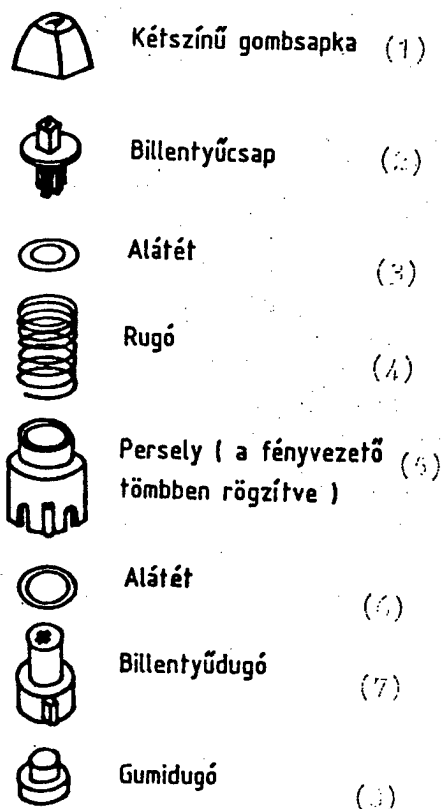 Kétszínű gombsapka (1)
Billentyűcsap (2)
Alátét (3)
Rugó (4)
Persely ( a fényvezető (5)
tömbben rögzítve )
Alátét (6)
Billentyűdugó (7)
Gumidugó